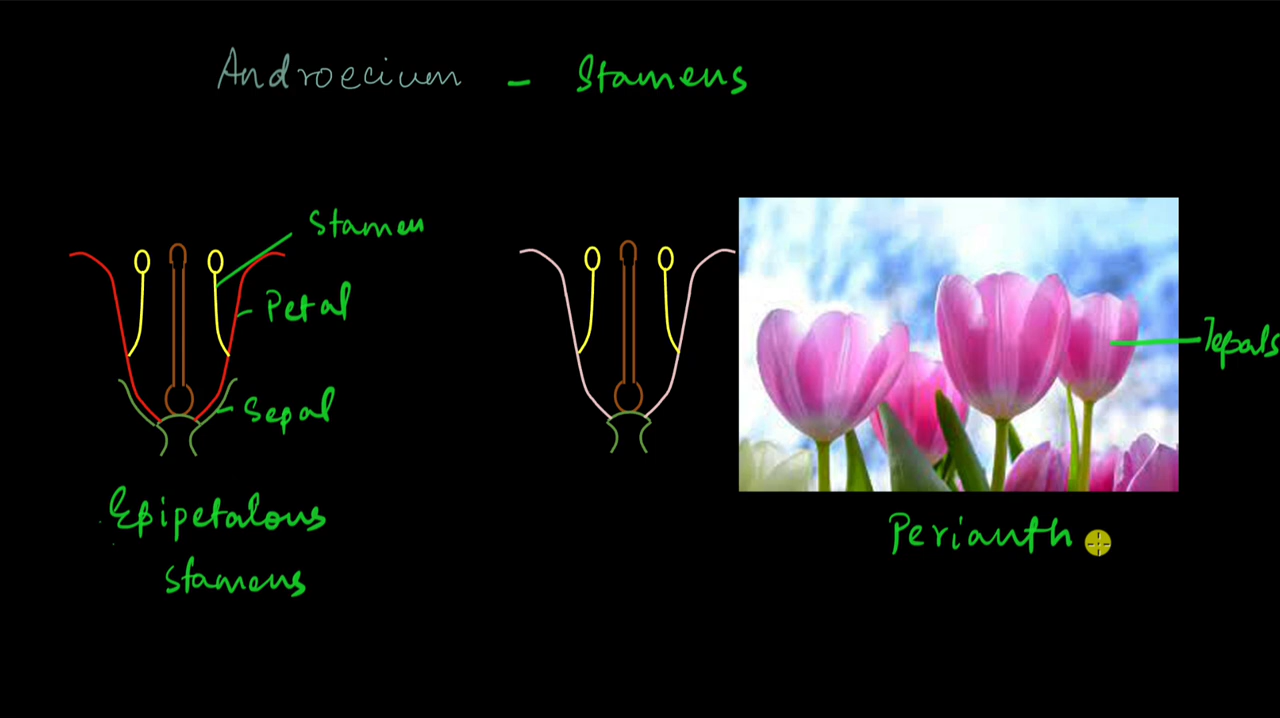 Androecium - Stamens
Stamen
Petal
Sepal
Tepals
Epipetalous
stamens
Perianth